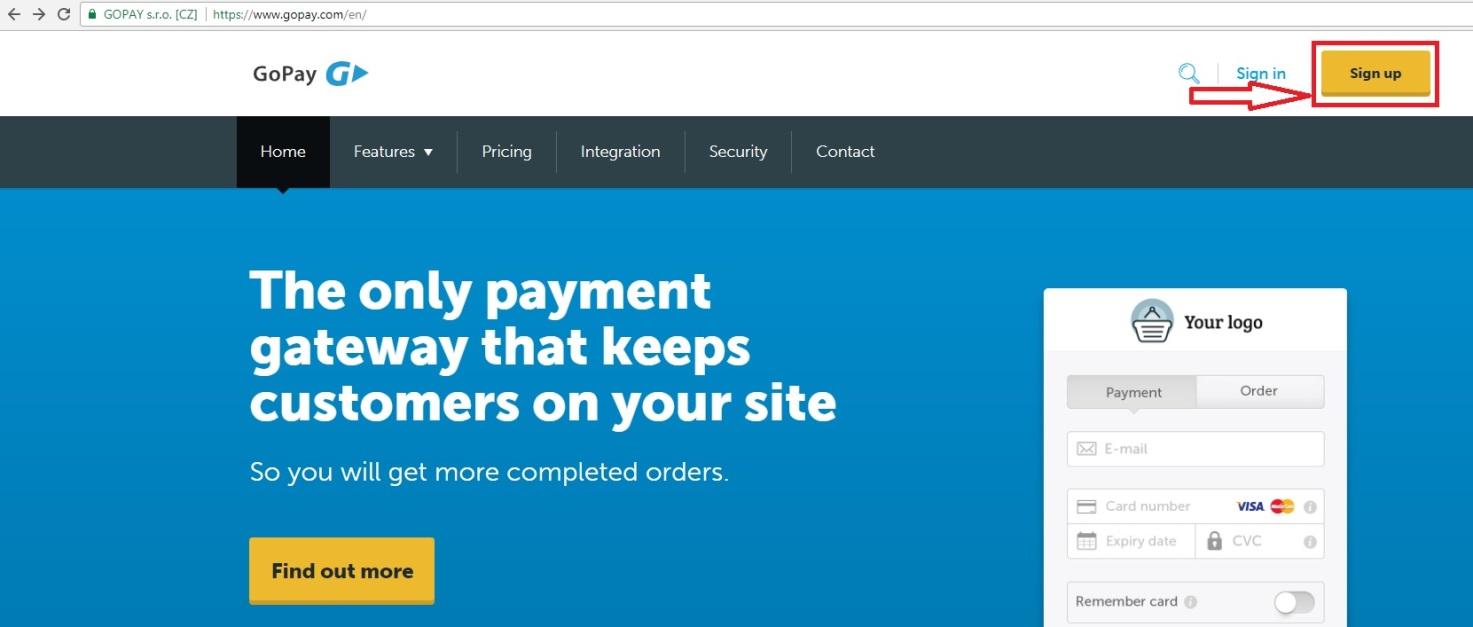 GOPAY s.r.o. [CZ] https://www.gopay.com/en/
GoPay
Sign in
Sign up
Home Features Pricing Integration Security Contact
The only payment
gateway that keeps
customers on your site
So you will get more completed orders.
Find out more
Your logo
Payment Order
E-mail
Card number VISA
Expiry date CVC
Remember card